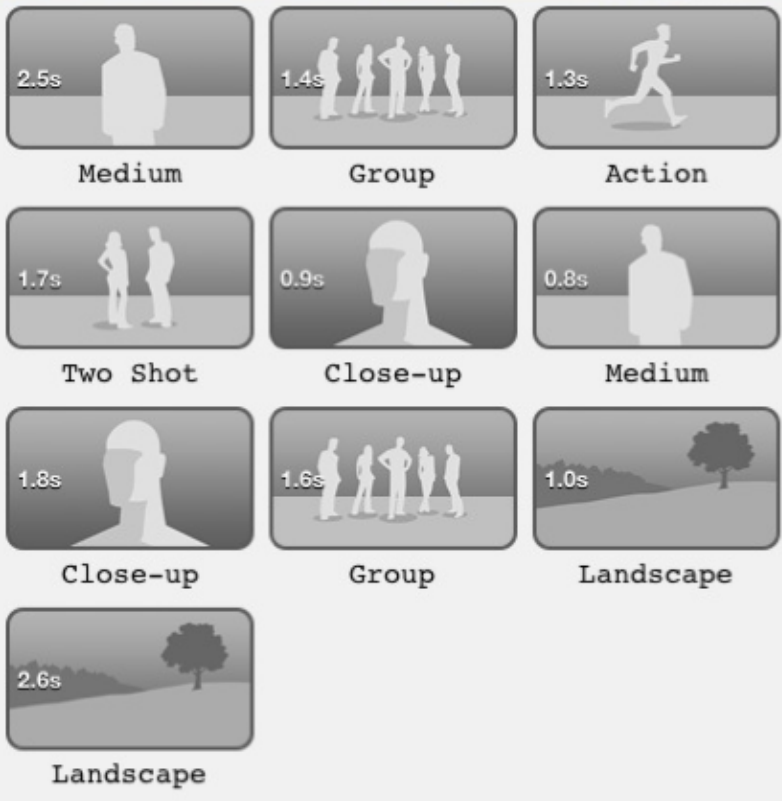 2.5s 1.4s 1.3s
Medium Group Action
1.7s 0.9s 0.8s
Two Shot Close-up Medium
1.8s 1.6s 1.0s
Close-up Group Landscape
2.6s
Landscape